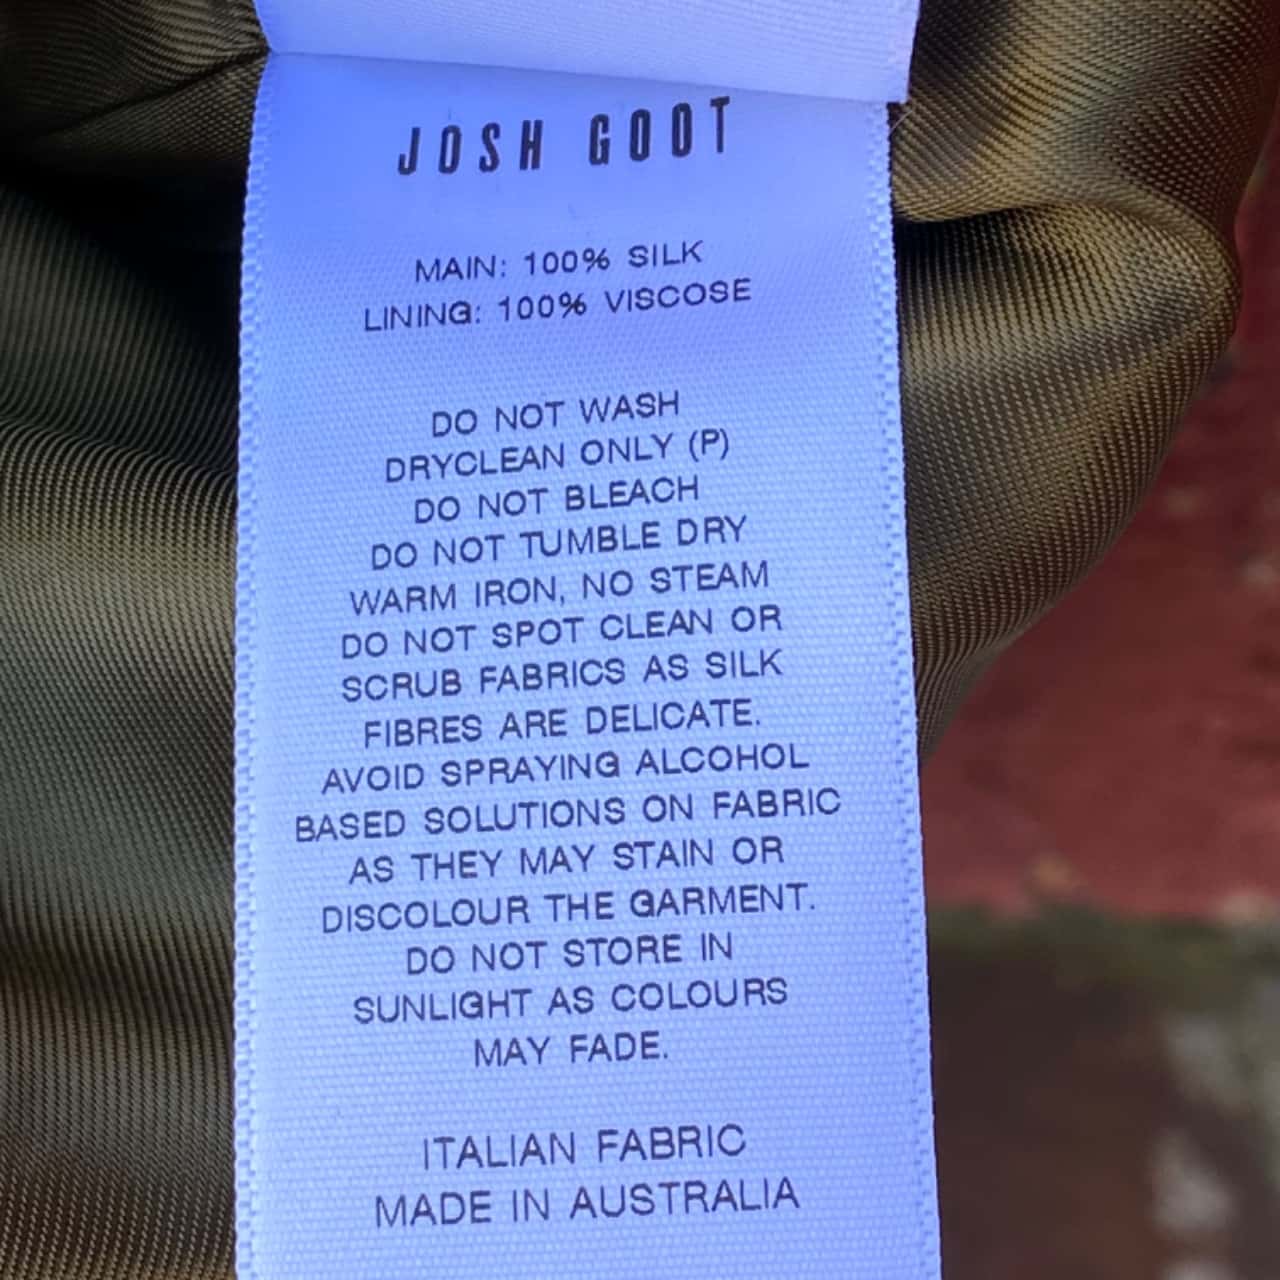 JOSH GOOT
MAIN: 100% SILK
LINING: 100% VISCOSE
DO NOT WASH
DRYCLEAN ONLY (P)
DO NOT BLEACH
DO NOT TUMBLE DRY
WARM IRON, NO STEAM
DO NOT SPOT CLEAN OR
SCRUB FABRICS AS SILK
FIBRES ARE DELICATE.
AVOID SPRAYING ALCOHOL
BASED SOLUTIONS ON FABRIC
AS THEY MAY STAIN OR
DISCOLOUR THE GARMENT.
DO NOT STORE IN
SUNLIGHT AS COLOURS
MAY FADE.
ITALIAN FABRIC
MADE IN AUSTRALIA